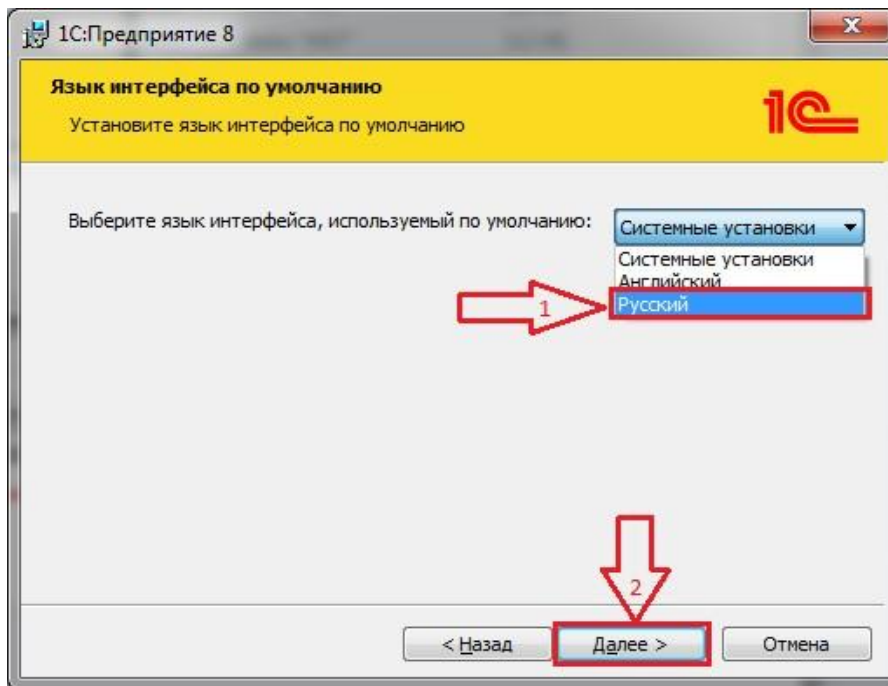 1С:Предприятие 8
Язык интерфейса по умолчанию
Установите язык интерфейса по умолчанию
1С
Выберите язык интерфейса, используемый по умолчанию: Системные установки
Системные установки
Английский
Русский
1
2
< Назад Далее > Отмена